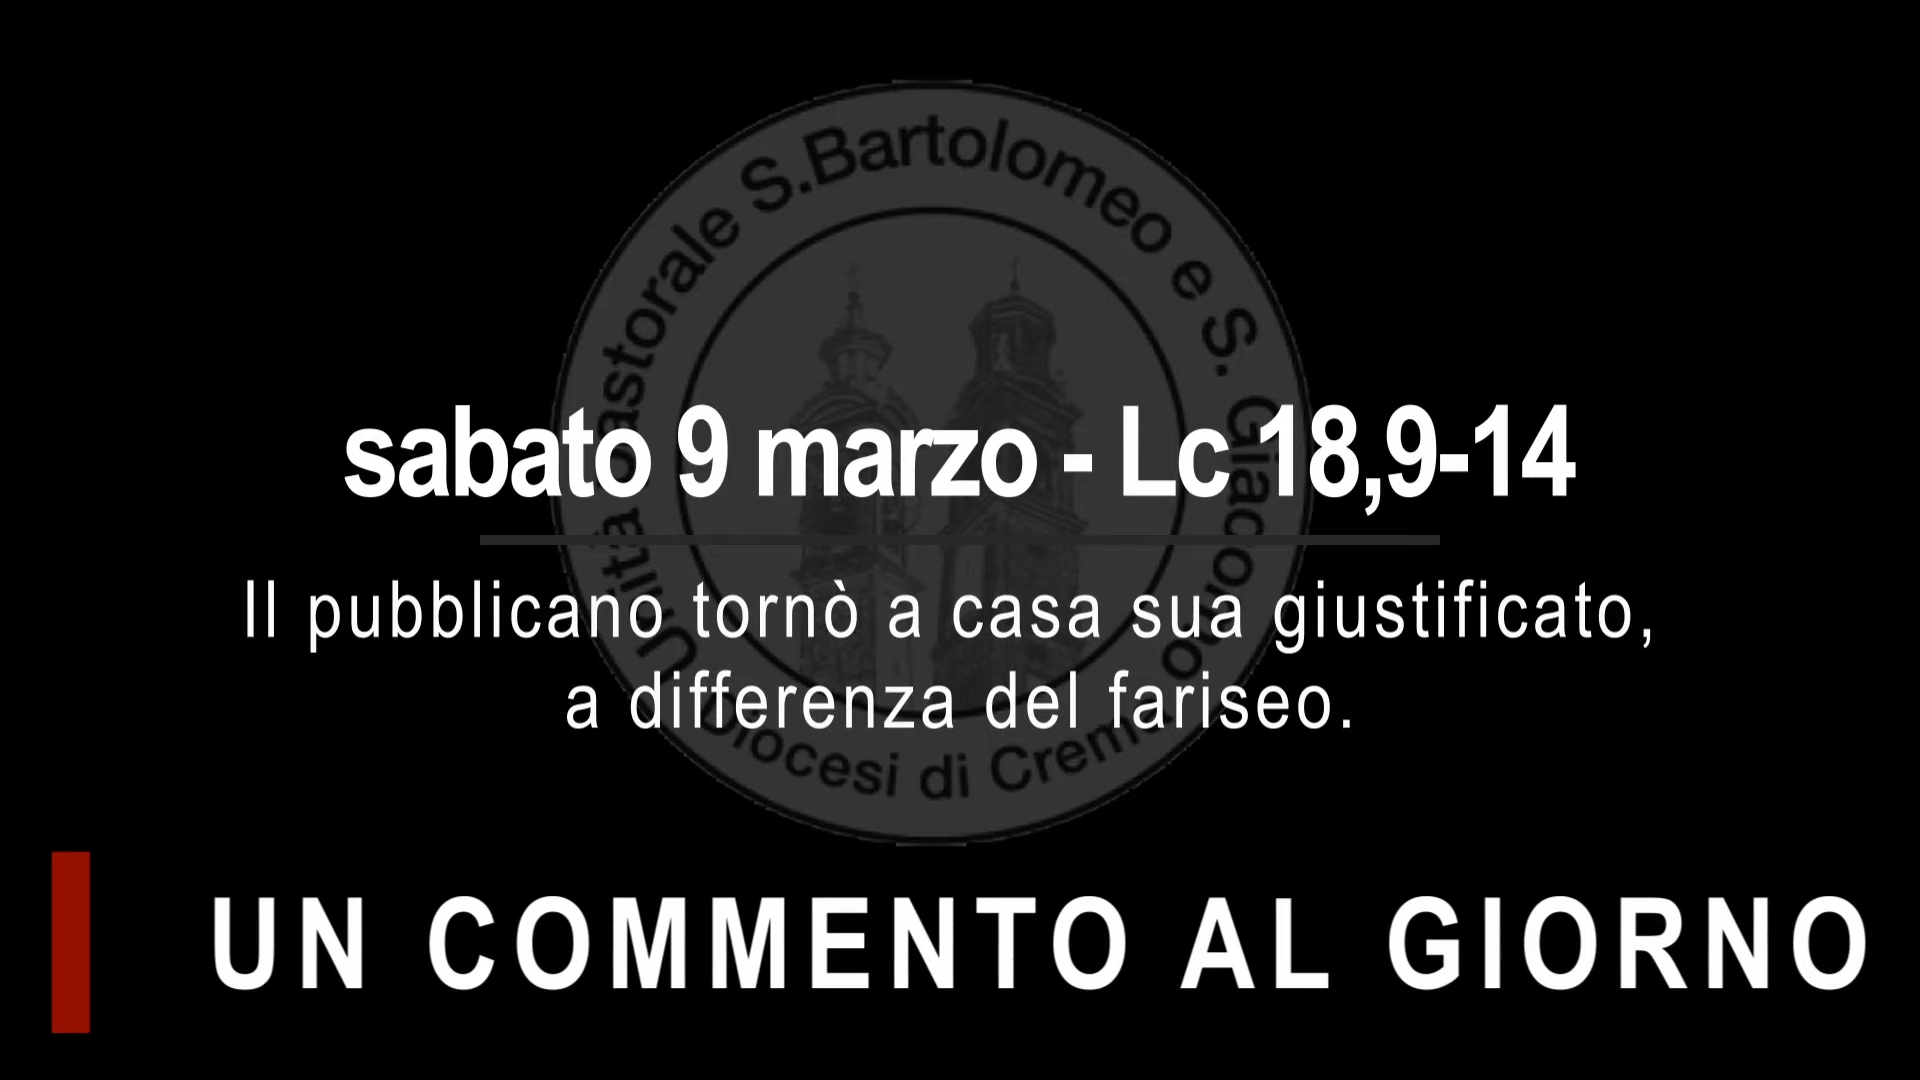 Unità Pastorale S.Bartolomeo e S. Giacomo
sabato 9 marzo - Lc 18,9-14
Il pubblicano tornò a casa sua giustificato,
a differenza del fariseo.
Diocesi di Crema
UN COMMENTO AL GIORNO